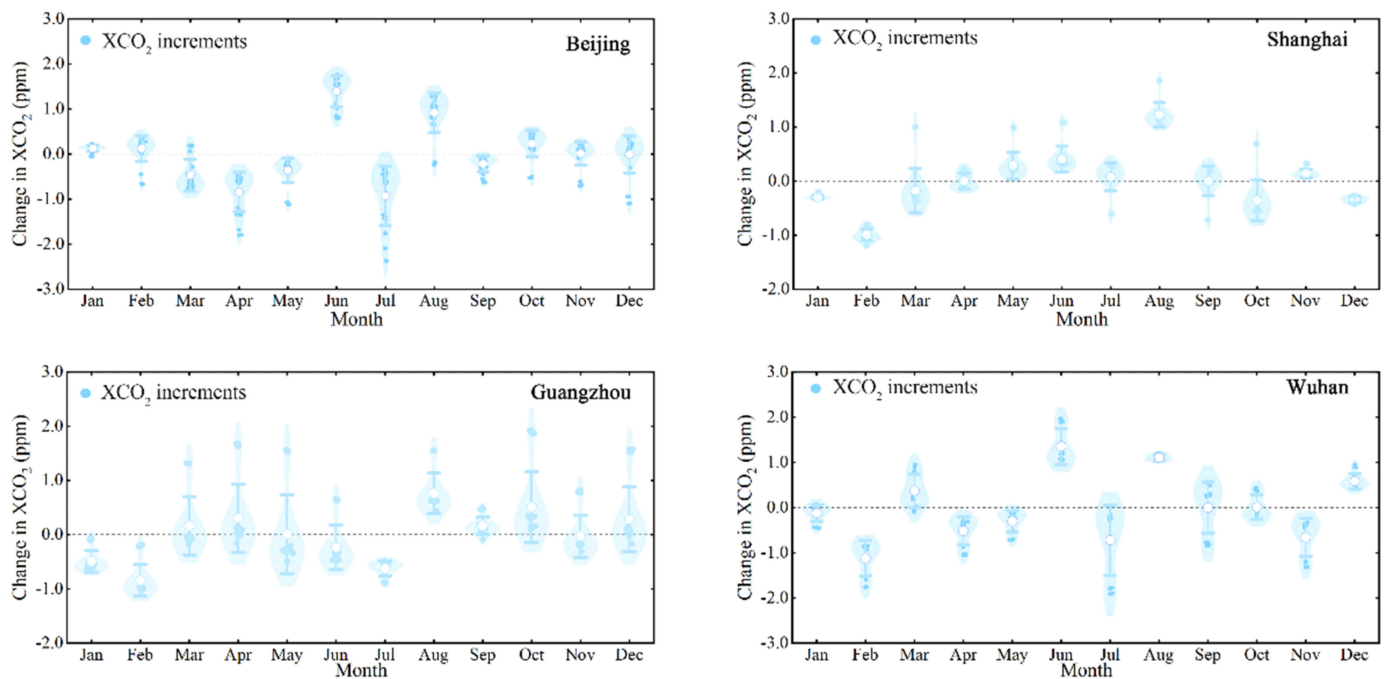 3.0
2.0
1.0
0.0
-1.0
-2.0
-3.0
Change in XCO₂ (ppm)
XCO₂ increments
Beijing
Jan Feb Mar Apr May Jun Jul Aug Sep Oct Nov Dec
Month
3.0
2.0
1.0
0.0
-1.0
-2.0
Change in XCO₂ (ppm)
XCO₂ increments
Shanghai
Jan Feb Mar Apr May Jun Jul Aug Sep Oct Nov Dec
Month
3.0
2.0
1.0
0.0
-1.0
-2.0
Change in XCO₂ (ppm)
XCO₂ increments
Guangzhou
Jan Feb Mar Apr May Jun Jul Aug Sep Oct Nov Dec
Month
3.0
2.0
1.0
0.0
-1.0
-2.0
-3.0
Change in XCO₂ (ppm)
XCO₂ increments
Wuhan
Jan Feb Mar Apr May Jun Jul Aug Sep Oct Nov Dec
Month